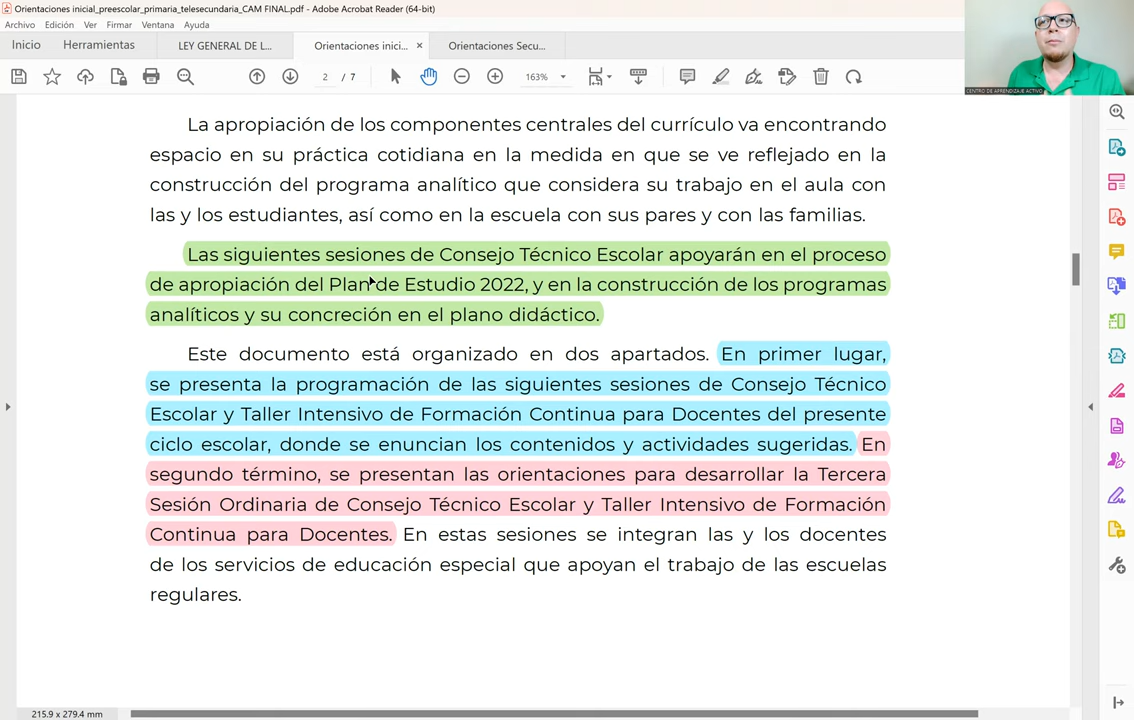 Orientaciones inicial_preescolar_primaria_telesecundaria_CAM FINAL.pdf - Adobe Acrobat Reader (64-bit)
Archivo Edición Ver Firmar Ventana Ayuda
Inicio Herramientas LEY GENERAL DE L... Orientaciones inici... × Orientaciones Secu...
2 / 7 163%
CENTRO DE APRENDIZAJE ACTIVO
La apropiación de los componentes centrales del currículo va encontrando
espacio en su práctica cotidiana en la medida en que se ve reflejado en la
construcción del programa analítico que considera su trabajo en el aula con
las y los estudiantes, así como en la escuela con sus pares y con las familias.
Las siguientes sesiones de Consejo Técnico Escolar apoyarán en el proceso
de apropiación del Plan de Estudio 2022, y en la construcción de los programas
analíticos y su concreción en el plano didáctico.
Este documento está organizado en dos apartados. En primer lugar,
se presenta la programación de las siguientes sesiones de Consejo Técnico
Escolar y Taller Intensivo de Formación Continua para Docentes del presente
ciclo escolar, donde se enuncian los contenidos y actividades sugeridas. En
segundo término, se presentan las orientaciones para desarrollar la Tercera
Sesión Ordinaria de Consejo Técnico Escolar y Taller Intensivo de Formación
Continua para Docentes. En estas sesiones se integran las y los docentes
de los servicios de educación especial que apoyan el trabajo de las escuelas
regulares.
215.9 x 279.4 mm